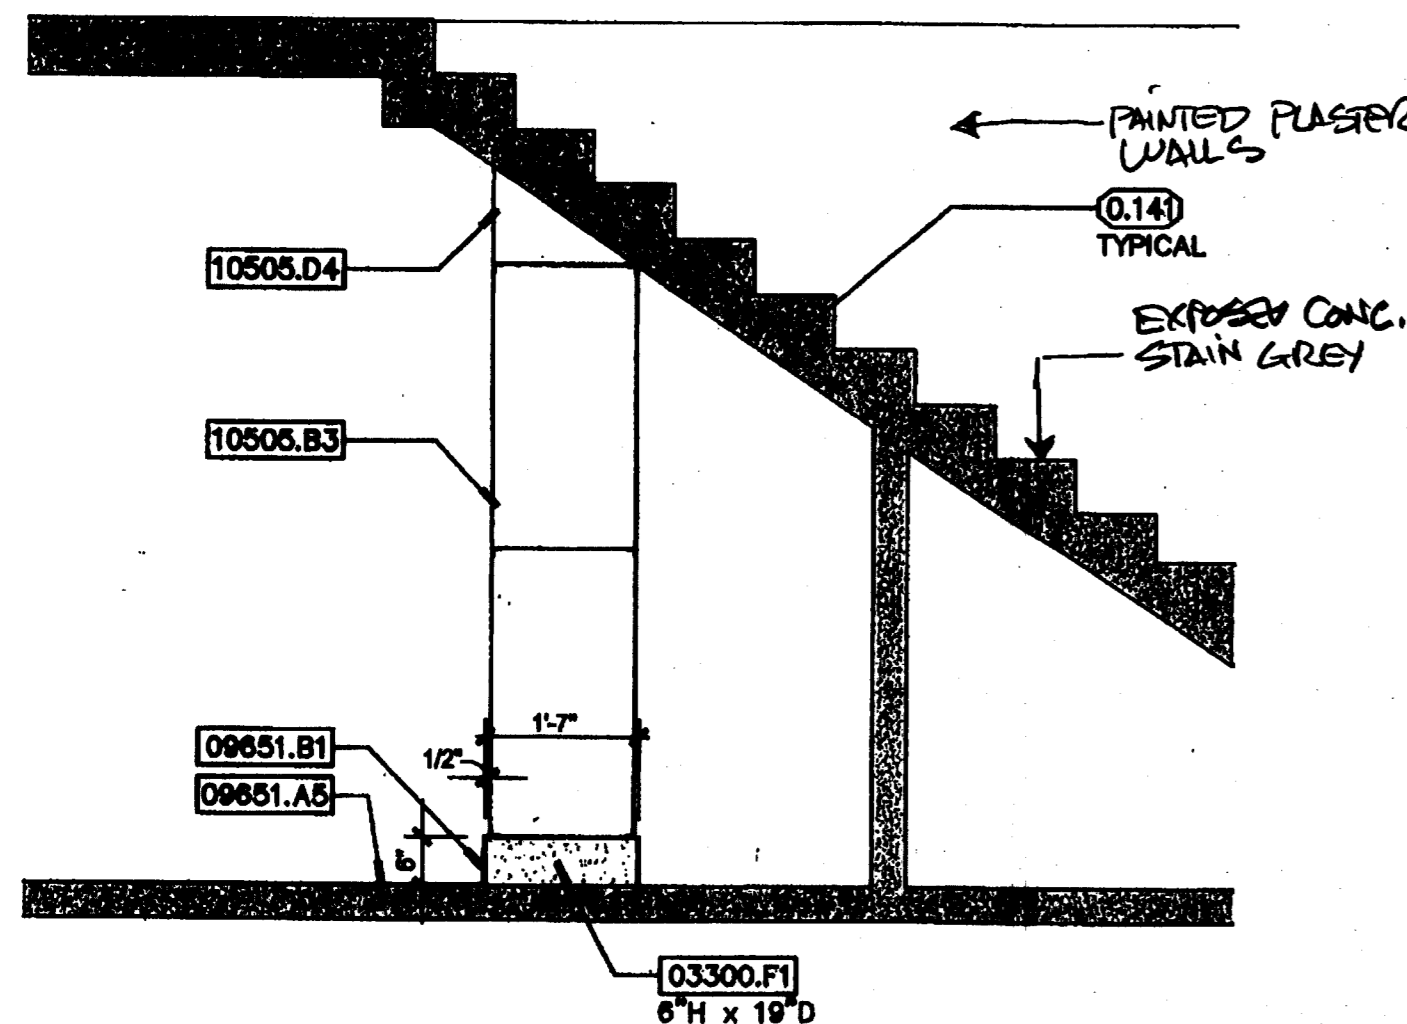 PAINTED PLASTER
WALLS
0.141
TYPICAL
10505.D4
EXPOSED CONC.
STAIN GREY
10505.B3
1'-7"
09651.B1
1/2"
09651.A5
6"
03300.F1
6"H x 19"D